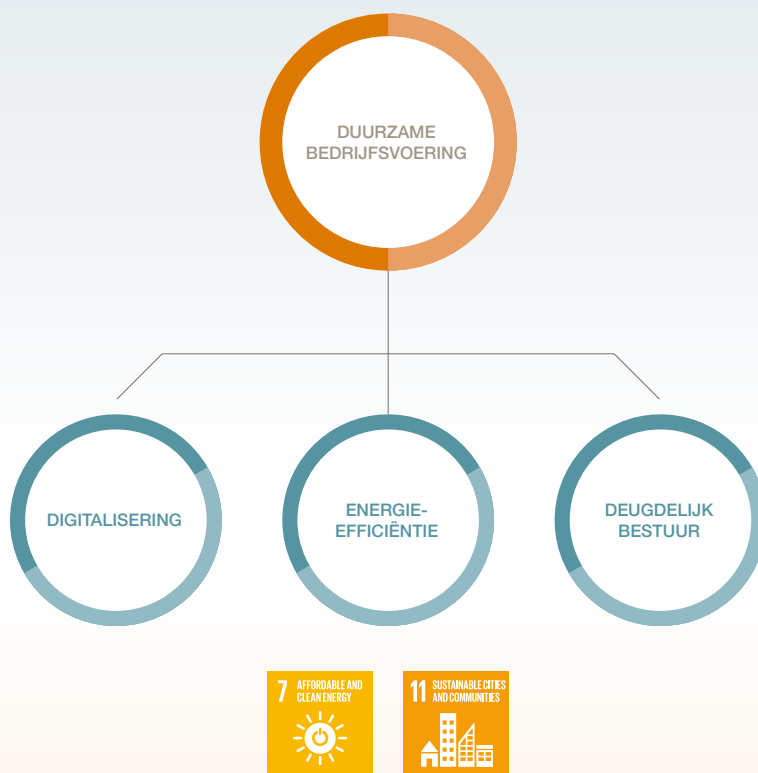 DUURZAME
BEDRIJFSVOERING
DIGITALISERING
ENERGIE-
EFFICIËNTIE
DEUGDELIJK
BESTUUR
7 AFFORDABLE AND
CLEAN ENERGY
11 SUSTAINABLE CITIES
AND COMMUNITIES